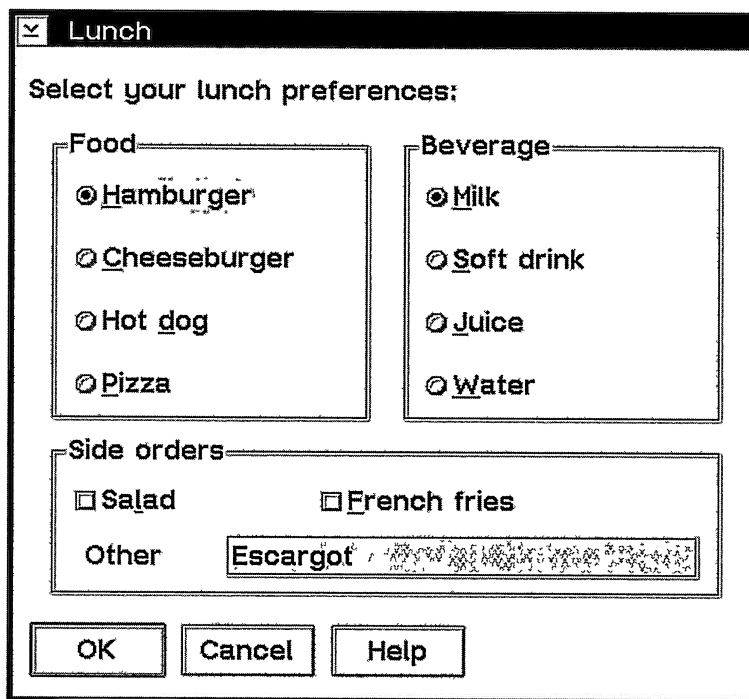 Lunch
Select your lunch preferences:
Food
Hamburger
Cheeseburger
Hot dog
Pizza
Beverage
Milk
Soft drink
Juice
Water
Side orders
Salad French fries
Other Escargot
OK Cancel Help